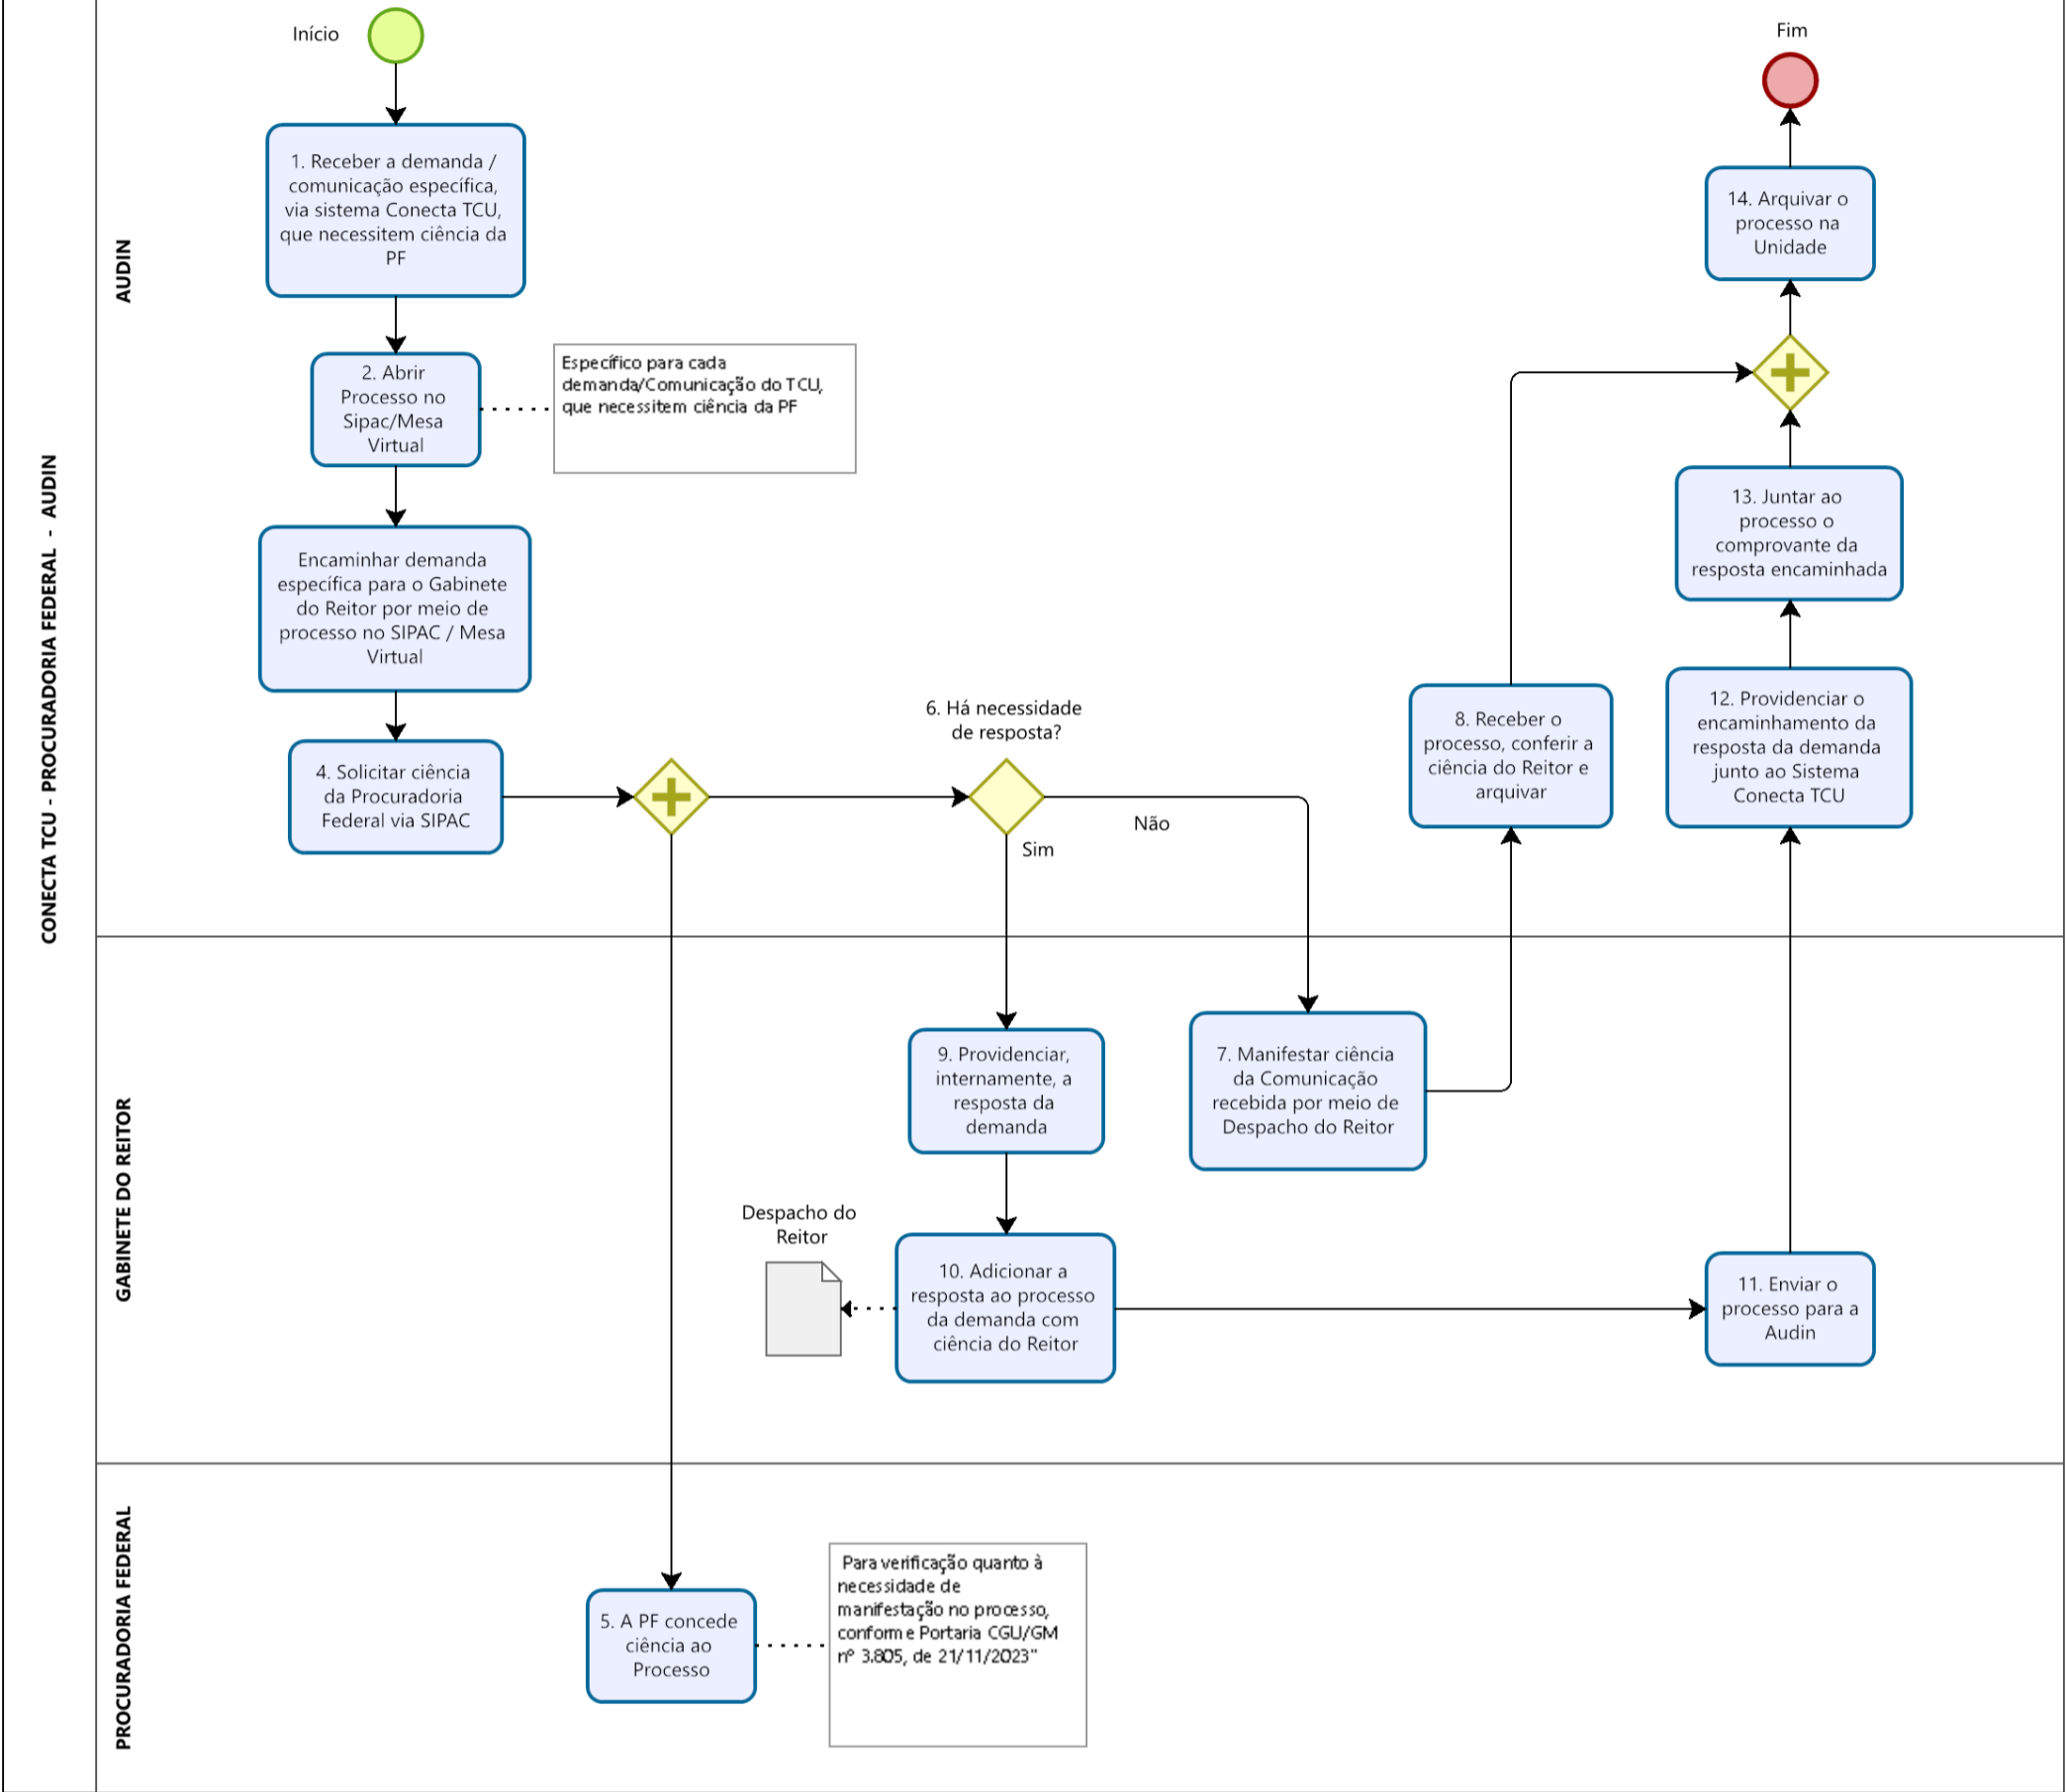 CONECTA TCU - PROCURADORIA FEDERAL - AUDIN
AUDIN
Início
1. Receber a demanda /
comunicação específica,
via sistema Conecta TCU,
que necessitem ciência da
PF
2. Abrir
Processo no
Sipac/Mesa
Virtual
Específico para cada
demanda/Comunicação do TCU,
que necessitem ciência da PF
Encaminhar demanda
específica para o Gabinete
do Reitor por meio de
processo no SIPAC / Mesa
Virtual
4. Solicitar ciência
da Procuradoria
Federal via SIPAC
6. Há necessidade
de resposta?
Não
Sim
8. Receber o
processo, conferir a
ciência do Reitor e
arquivar
Fim
14. Arquivar o
processo na
Unidade
13. Juntar ao
processo o
comprovante da
resposta encaminhada
12. Providenciar o
encaminhamento da
resposta da demanda
junto ao Sistema
Conecta TCU
GABINETE DO REITOR
9. Providenciar,
internamente, a
resposta da
demanda
7. Manifestar ciência
da Comunicação
recebida por meio de
Despacho do Reitor
Despacho do
Reitor
10. Adicionar a
resposta ao processo
da demanda com
ciência do Reitor
11. Enviar o
processo para a
Audin
PROCURADORIA FEDERAL
5. A PF concede
ciência ao
Processo
Para verificação quanto à
necessidade de
manifestação no processo,
conforme Portaria CGU/GM
nº 3.805, de 21/11/2023"